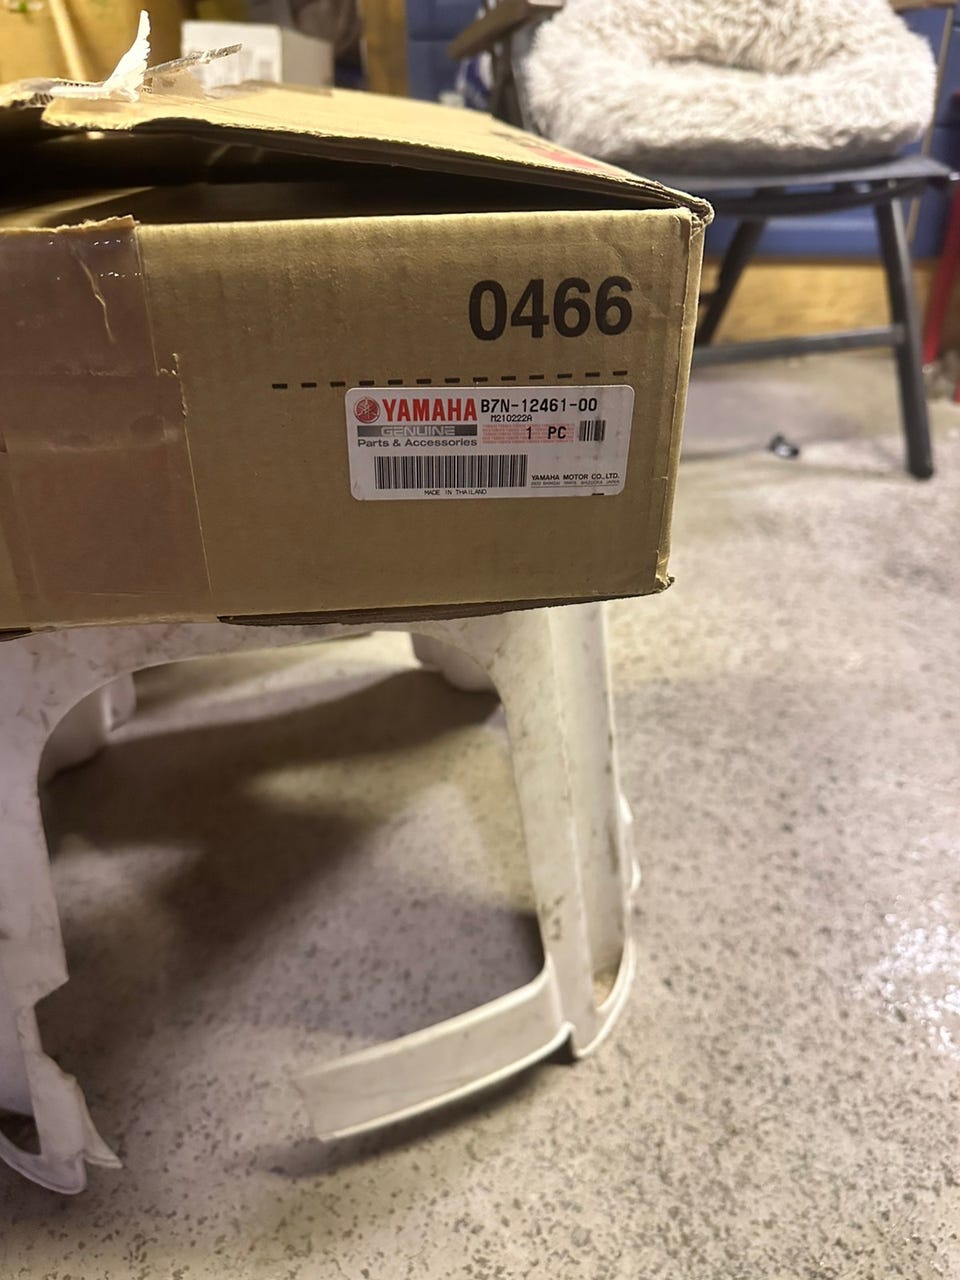 0466
YAMAHA B7N-12461-00
M210222A
GENUINE
1 PC
Parts & Accessories
YAMAHA MOTOR CO., LTD.
MADE IN THAILAND